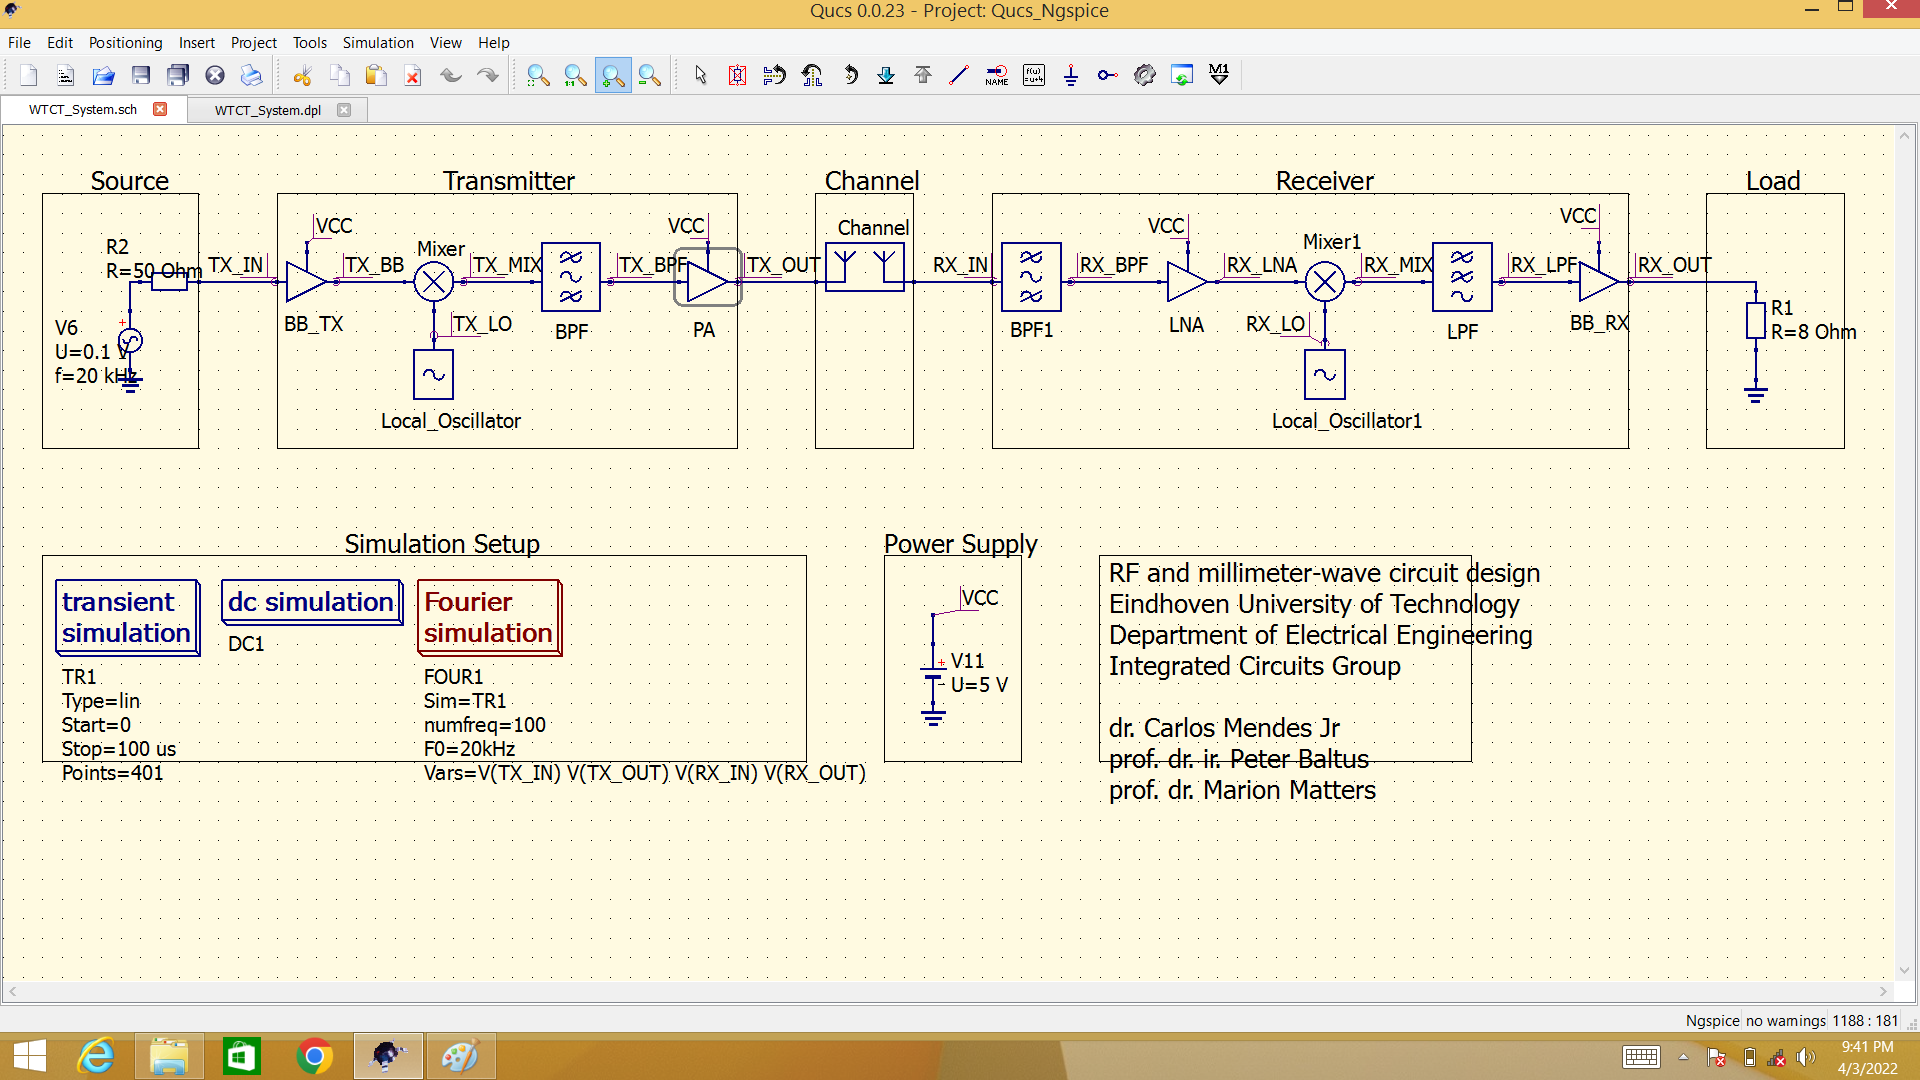 Qucs 0.0.23 - Project: Qucs_Ngspice
File Edit Positioning Insert Project Tools Simulation View Help
NAME
f(u)
=u+4
M1
WTCT_System.sch
WTCT_System.dpl
Source
Transmitter
Channel
Receiver
Load
R2
R=50 Ohm
V6
U=0.1 V
f=20 kHz
TX_IN
VCC
BB_TX
TX_BB
Mixer
TX_LO
Local_Oscillator
TX_MIX
BPF
TX_BPF
VCC
PA
TX_OUT
Channel
RX_IN
BPF1
RX_BPF
VCC
LNA
RX_LNA
Mixer1
RX_LO
Local_Oscillator1
RX_MIX
LPF
RX_LPF
VCC
BB_RX
RX_OUT
R1
R=8 Ohm
Simulation Setup
transient
simulation
TR1
Type=lin
Start=0
Stop=100 us
Points=401
dc simulation
DC1
Fourier
simulation
FOUR1
Sim=TR1
numfreq=100
F0=20kHz
Vars=V(TX_IN) V(TX_OUT) V(RX_IN) V(RX_OUT)
Power Supply
VCC
V11
U=5 V
RF and millimeter-wave circuit design
Eindhoven University of Technology
Department of Electrical Engineering
Integrated Circuits Group
dr. Carlos Mendes Jr
prof. dr. ir. Peter Baltus
prof. dr. Marion Matters
Ngspice no warnings 1188 : 181
9:41 PM
4/3/2022